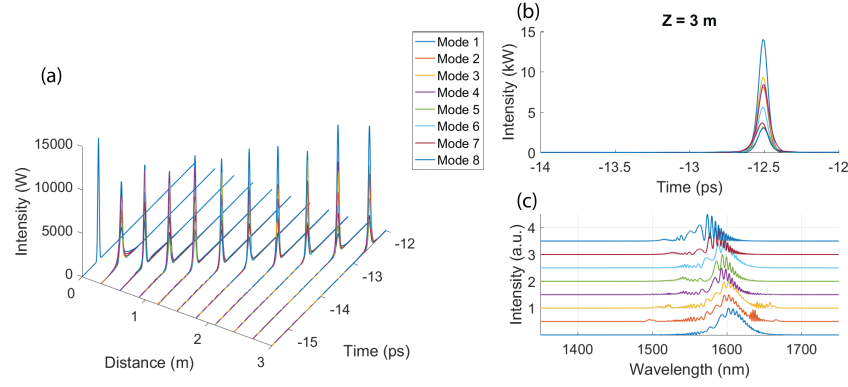 (a)
Intensity (W)
15000
10000
5000
0
0
1
2
3
Distance (m)
-15
-14
-13
-12
Time (ps)
Mode 1
Mode 2
Mode 3
Mode 4
Mode 5
Mode 6
Mode 7
Mode 8
(b)
Z = 3 m
Intensity (kW)
15
10
5
0
-14
-13.5
-13
-12.5
-12
Time (ps)
(c)
Intensity (a.u.)
4
3
2
1
1400
1500
1600
1700
Wavelength (nm)